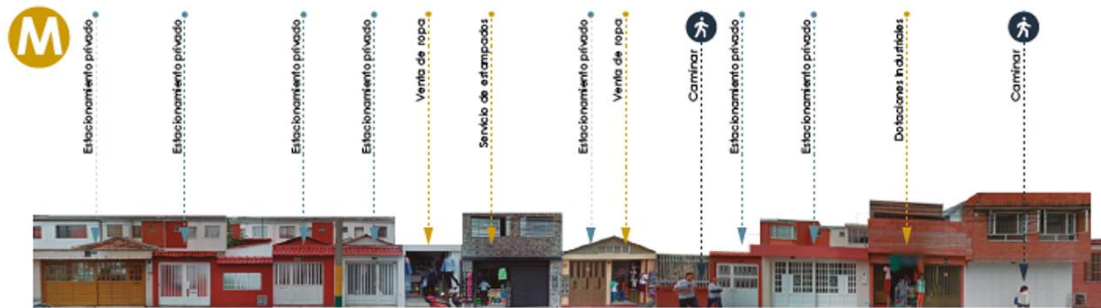 M
Estacionamiento privado
Estacionamiento privado
Estacionamiento privado
Estacionamiento privado
Venta de ropa
Servicio de estampados
Estacionamiento privado
Venta de ropa
Caminar
Estacionamiento privado
Estacionamiento privado
Dotaciones industriales
Caminar